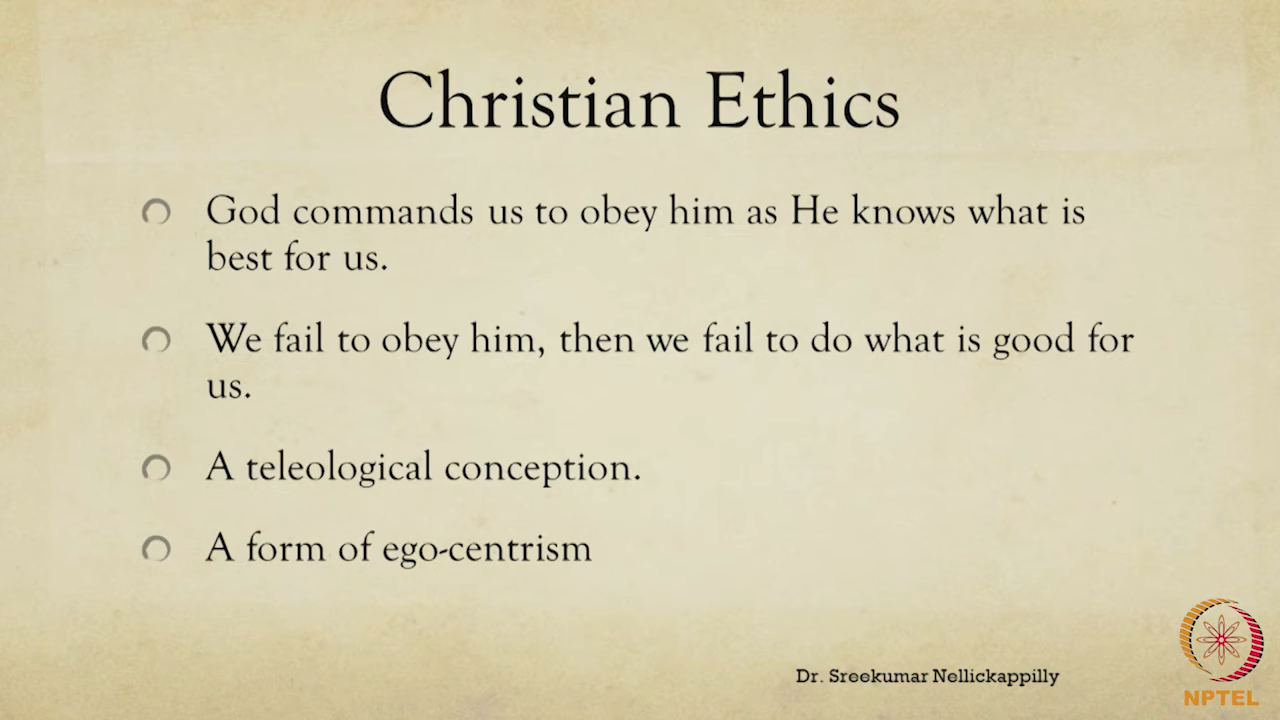 Christian Ethics
God commands us to obey him as He knows what is
best for us.
We fail to obey him, then we fail to do what is good for
us.
A teleological conception.
A form of ego-centrism
Dr. Sreekumar Nellickappilly
NPTEL